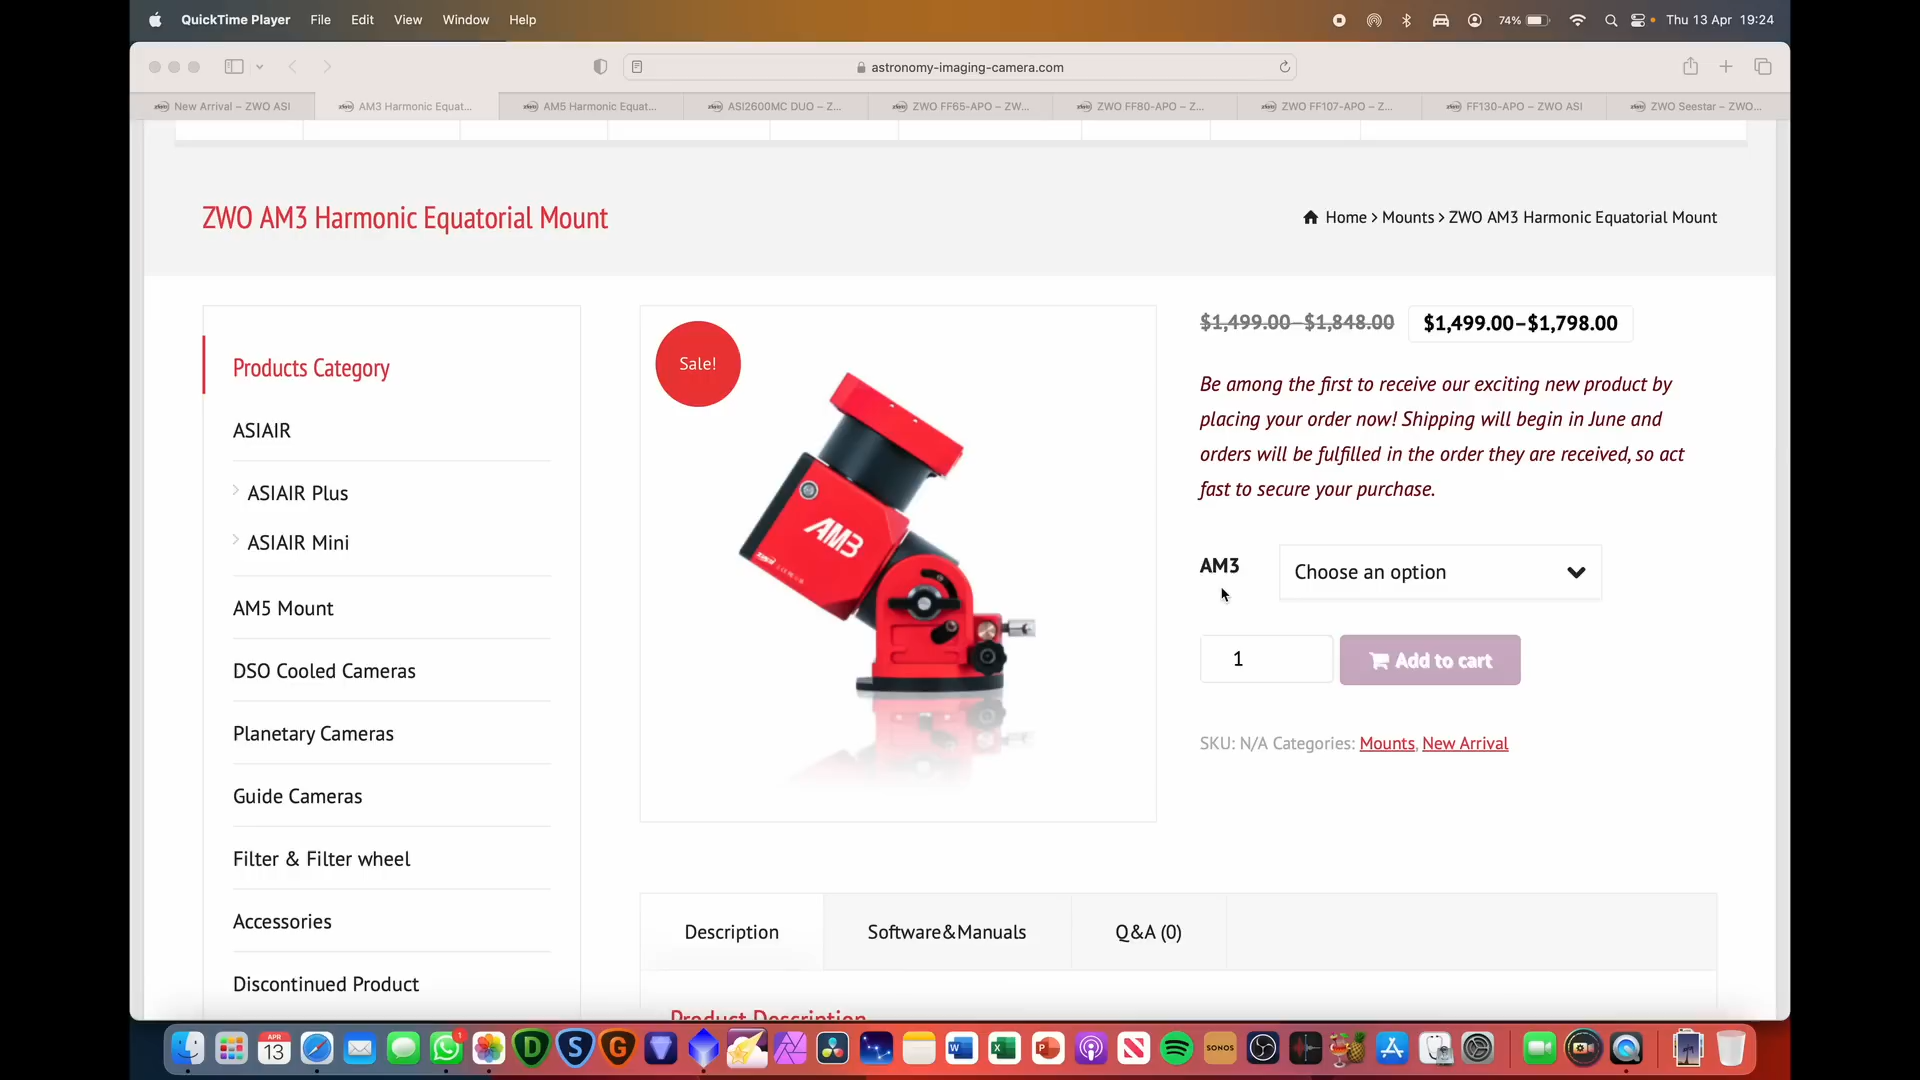 QuickTime Player File Edit View Window Help 74% Thu 13 Apr 19:24
astronomy-imaging-camera.com
New Arrival – ZWO ASI AM3 Harmonic Equat... AM5 Harmonic Equat... ASI2600MC DUO – Z... ZWO FF65-APO – ZW... ZWO FF80-APO – Z... ZWO FF107-APO – Z... FF130-APO – ZWO ASI ZWO Seestar – ZWO...
ZWO AM3 Harmonic Equatorial Mount
Home > Mounts > ZWO AM3 Harmonic Equatorial Mount
Products Category
ASIAIR
ASIAIR Plus
ASIAIR Mini
AM5 Mount
DSO Cooled Cameras
Planetary Cameras
Guide Cameras
Filter & Filter wheel
Accessories
Discontinued Product
Sale!
AM3
$1,499.00–$1,848.00 $1,499.00–$1,798.00
Be among the first to receive our exciting new product by
placing your order now! Shipping will begin in June and
orders will be fulfilled in the order they are received, so act
fast to secure your purchase.
AM3 Choose an option
1 Add to cart
SKU: N/A Categories: Mounts, New Arrival
Description Software&Manuals Q&A (0)
Product Description
APR
13
1
D S G
W X P
SONOS